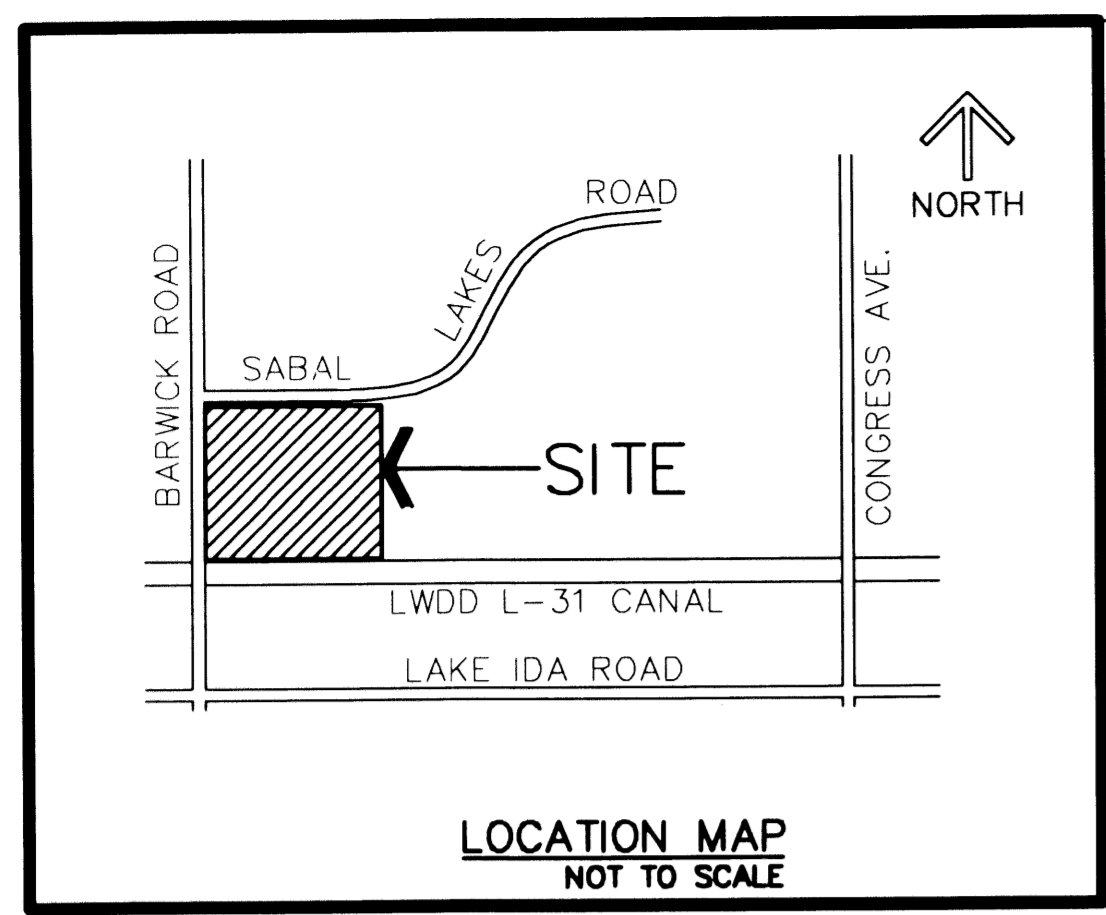 ROAD
NORTH
LAKES
BARWICK ROAD
CONGRESS AVE.
SABAL
SITE
LWDD L-31 CANAL
LAKE IDA ROAD
LOCATION MAP
NOT TO SCALE